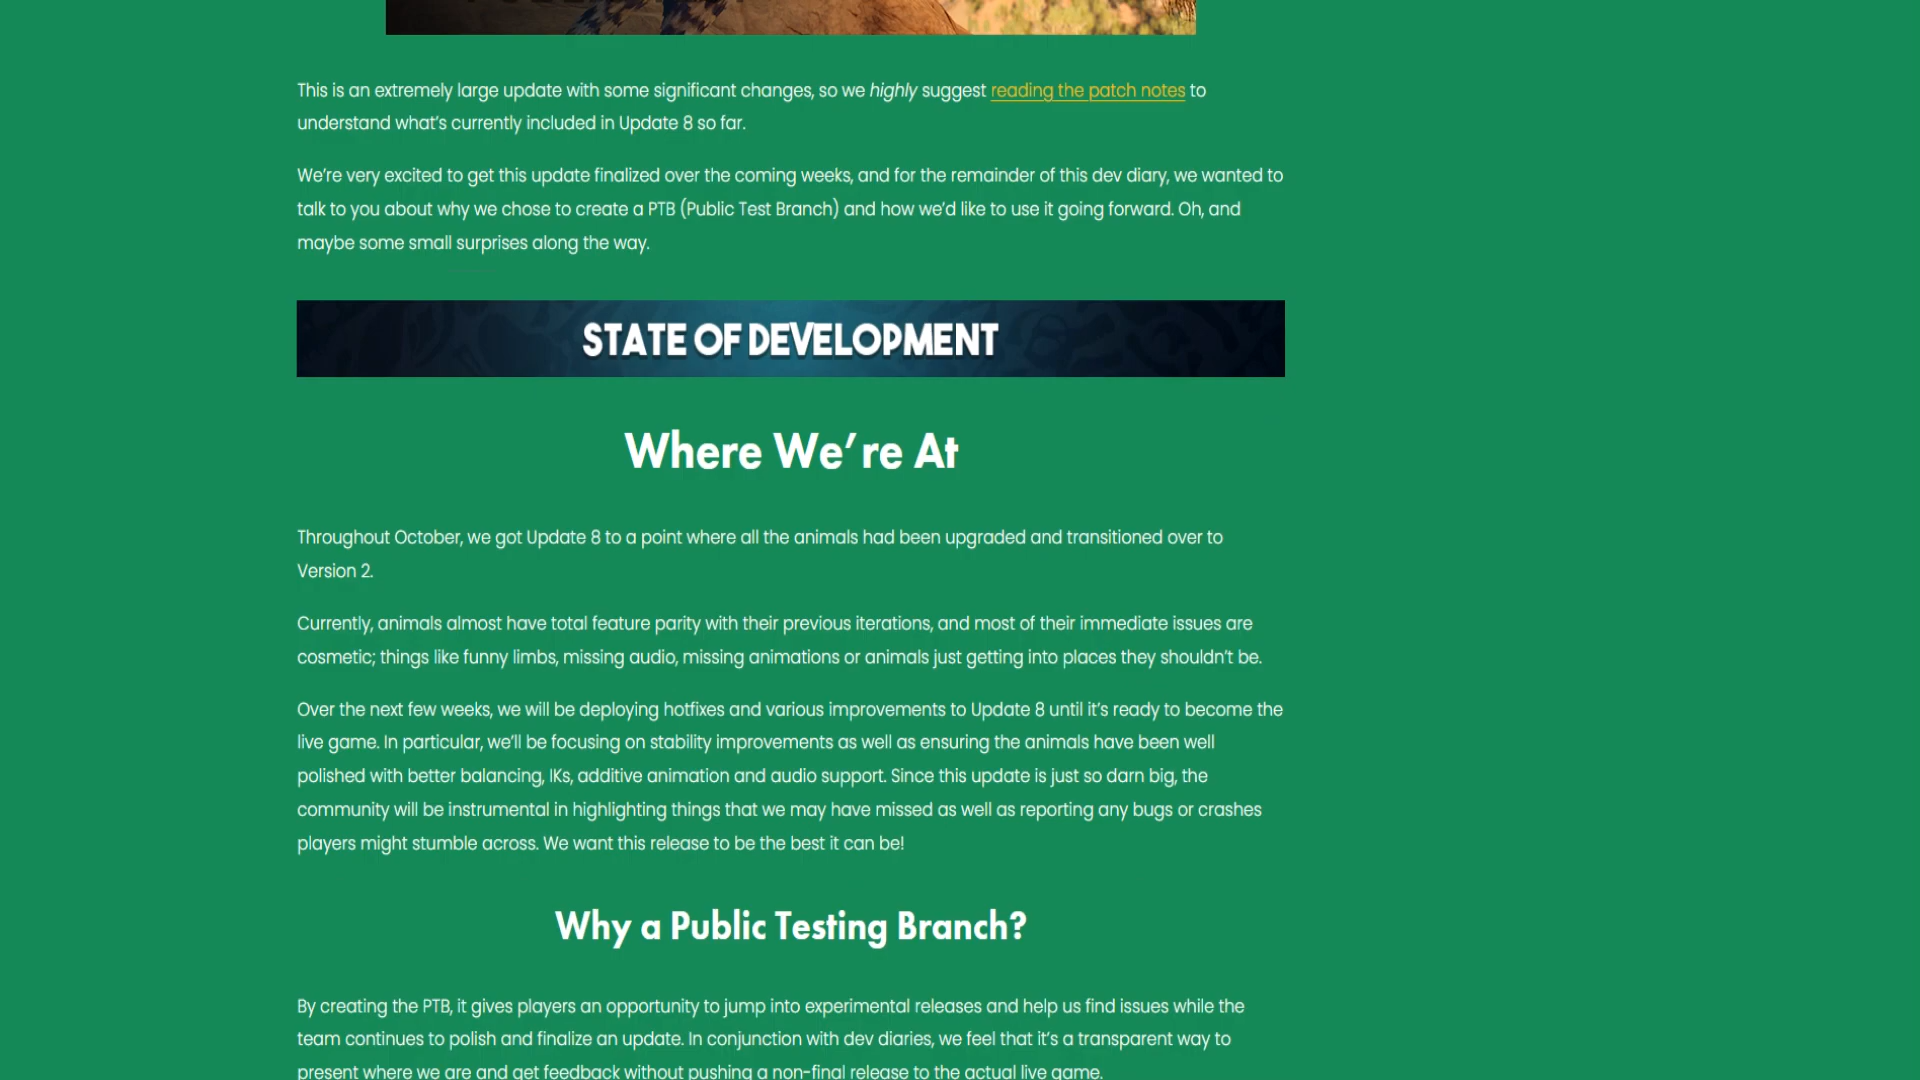 This is an extremely large update with some significant changes, so we highly suggest reading the patch notes to
understand what's currently included in Update 8 so far.
We're very excited to get this update finalized over the coming weeks, and for the remainder of this dev diary, we wanted to
talk to you about why we chose to create a PTB (Public Test Branch) and how we'd like to use it going forward. Oh, and
maybe some small surprises along the way.
STATE OF DEVELOPMENT
Where We're At
Throughout October, we got Update 8 to a point where all the animals had been upgraded and transitioned over to
Version 2.
Currently, animals almost have total feature parity with their previous iterations, and most of their immediate issues are
cosmetic; things like funny limbs, missing audio, missing animations or animals just getting into places they shouldn't be.
Over the next few weeks, we will be deploying hotfixes and various improvements to Update 8 until it's ready to become the
live game. In particular, we'll be focusing on stability improvements as well as ensuring the animals have been well
polished with better balancing, IKs, additive animation and audio support. Since this update is just so darn big, the
community will be instrumental in highlighting things that we may have missed as well as reporting any bugs or crashes
players might stumble across. We want this release to be the best it can be!
Why a Public Testing Branch?
By creating the PTB, it gives players an opportunity to jump into experimental releases and help us find issues while the
team continues to polish and finalize an update. In conjunction with dev diaries, we feel that it's a transparent way to
present where we are and get feedback without pushing a non-final release to the actual live game.